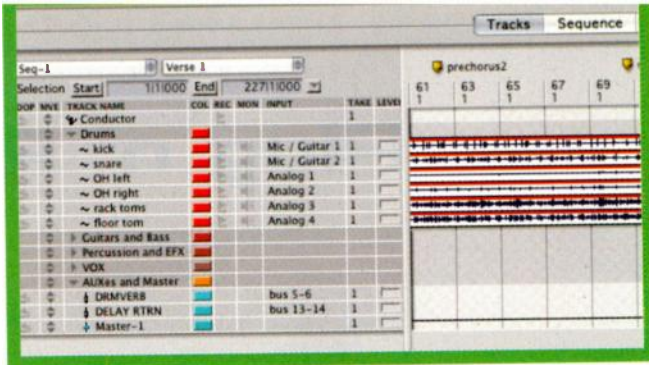 Tracks Sequence
Seq-1 Verse 1
prechorus2
Selection Start 1|1|000 End 227|1|000
61 63 65 67 69
1 1 1 1 1
MVE TRACK NAME COL REC MON INPUT TAKE LEVEL
Conductor 1
Drums
kick Mic / Guitar 1 1
snare Mic / Guitar 2 1
OH left Analog 1 1
OH right Analog 2 1
rack toms Analog 3 1
floor tom Analog 4 1
Guitars and Bass
Percussion and EFX
VOX
AUXes and Master
DRMVERB bus 5-6 1
DELAY RTRN bus 13-14 1
Master-1 1